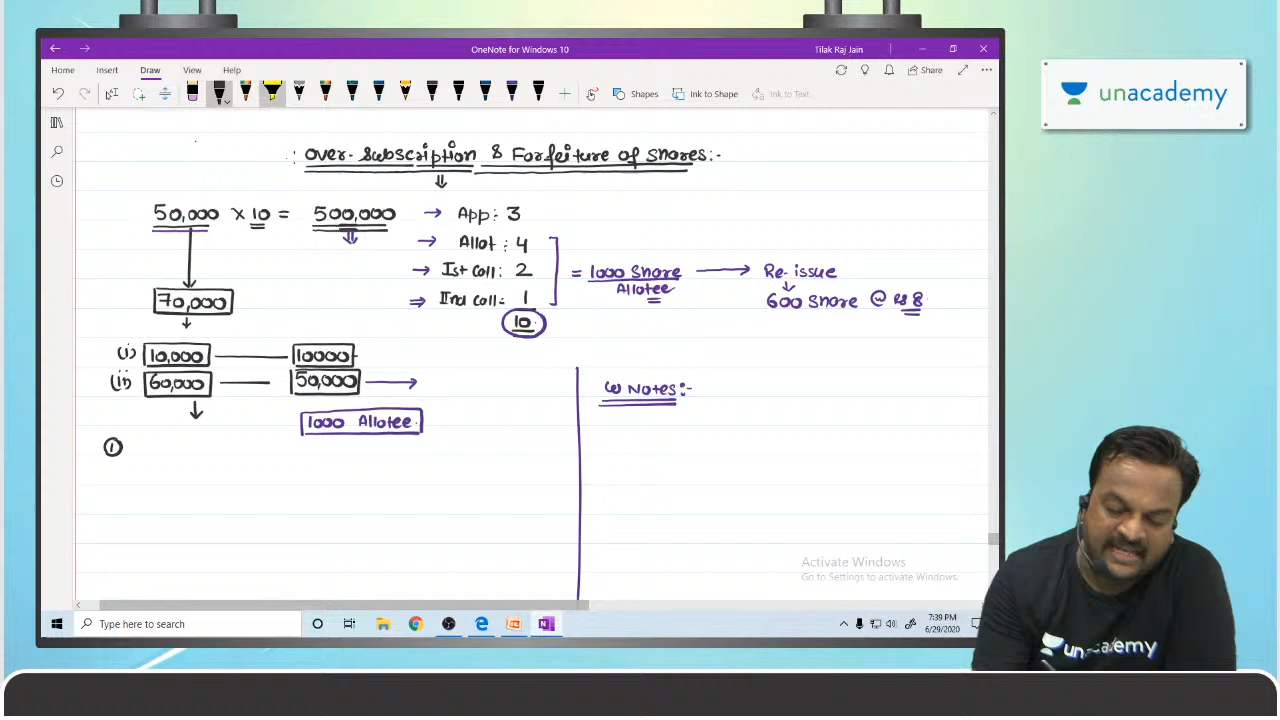 OneNote for Windows 10
Tilak Raj Jain
Home Insert Draw View Help
Share
Shapes
Ink to Shape
Ink to Text
unacademy
: Over-Subscription & Forfeiture of Shares:-
50,000 × 10 = 500,000 → App: 3
→ Allot: 4
→ Ist Call: 2
⇒ IInd Call: 1
10
= 1000 Share
Allotee
→ Re-issue
600 Share @ Rs 8
70,000
(i) 10,000 — 10000
(ii) 60,000 — 50,000 →
1000 Allotee.
W Notes:-
①
Activate Windows
Go to Settings to activate Windows.
Type here to search
7:39 PM
6/29/2020
unacademy